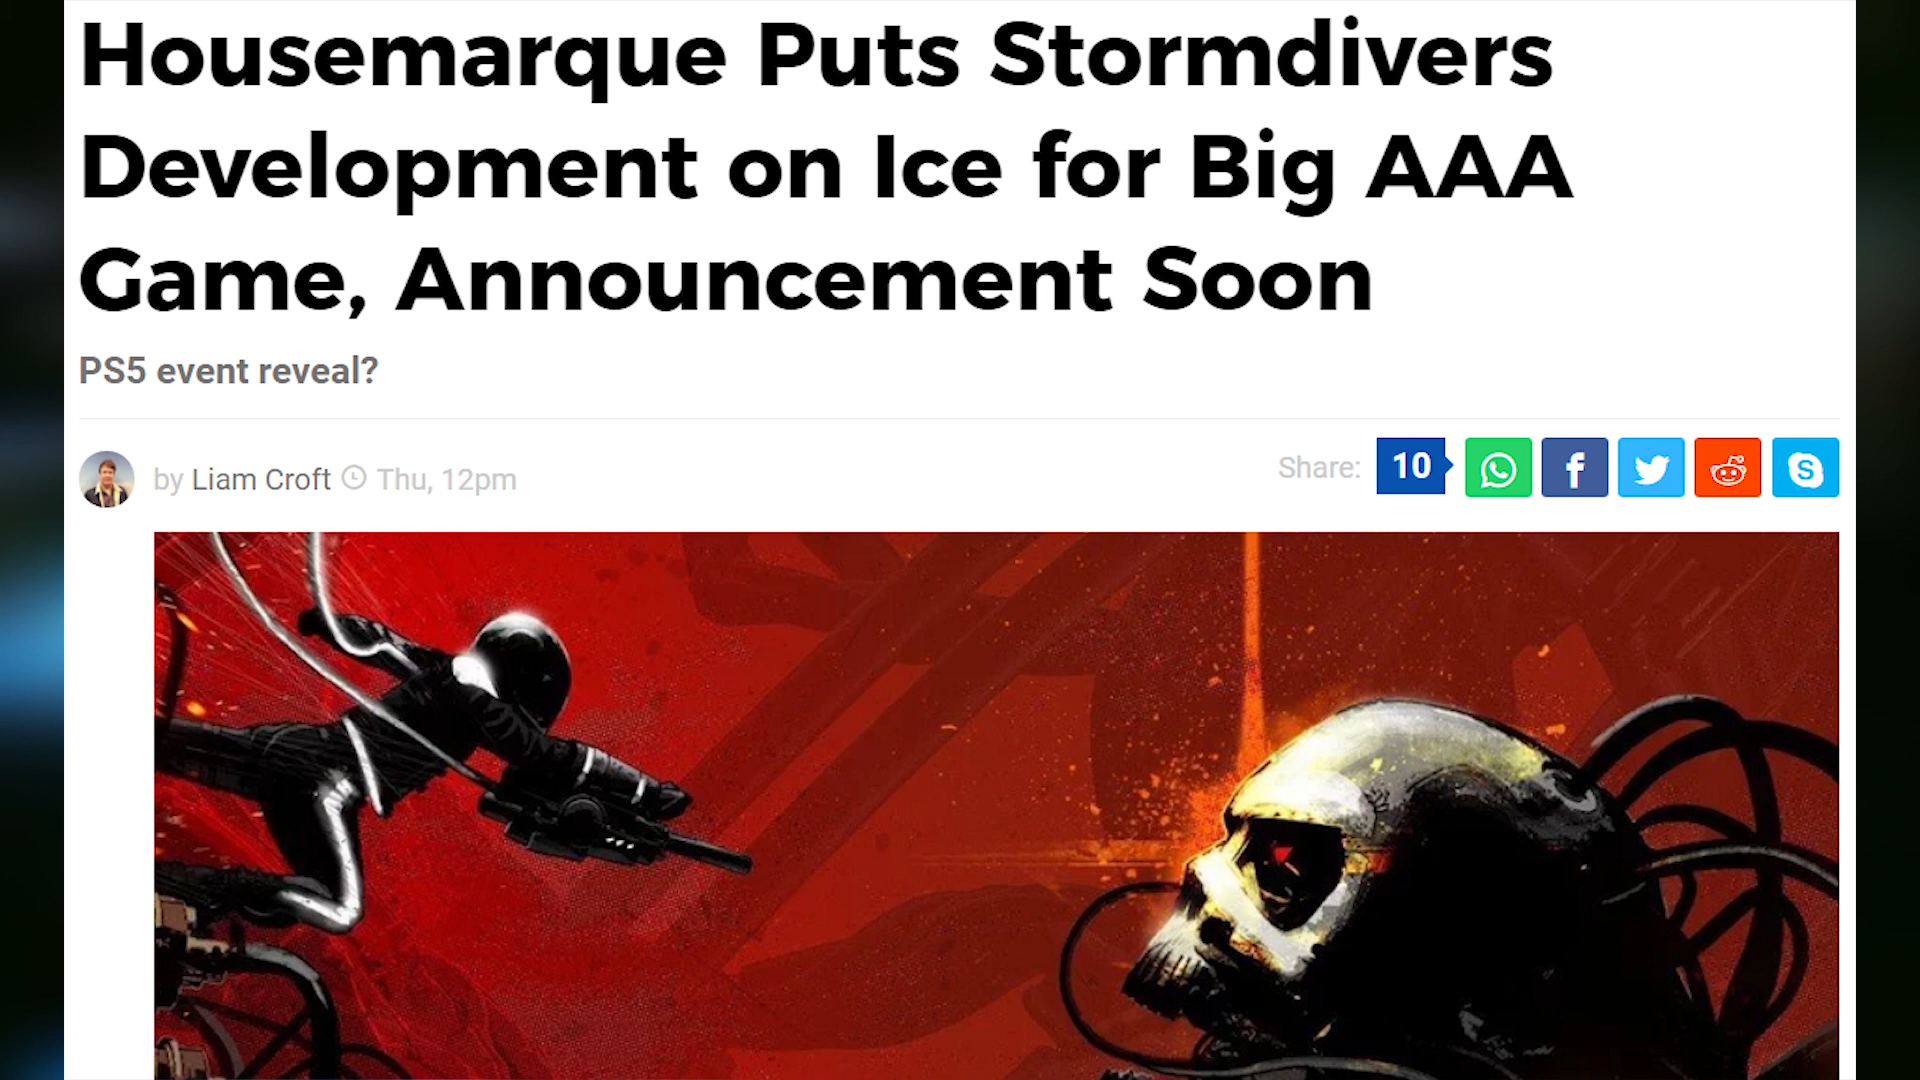 Housemarque Puts Stormdivers
Development on Ice for Big AAA
Game, Announcement Soon
PS5 event reveal?
by Liam Croft Thu, 12pm
Share: 10